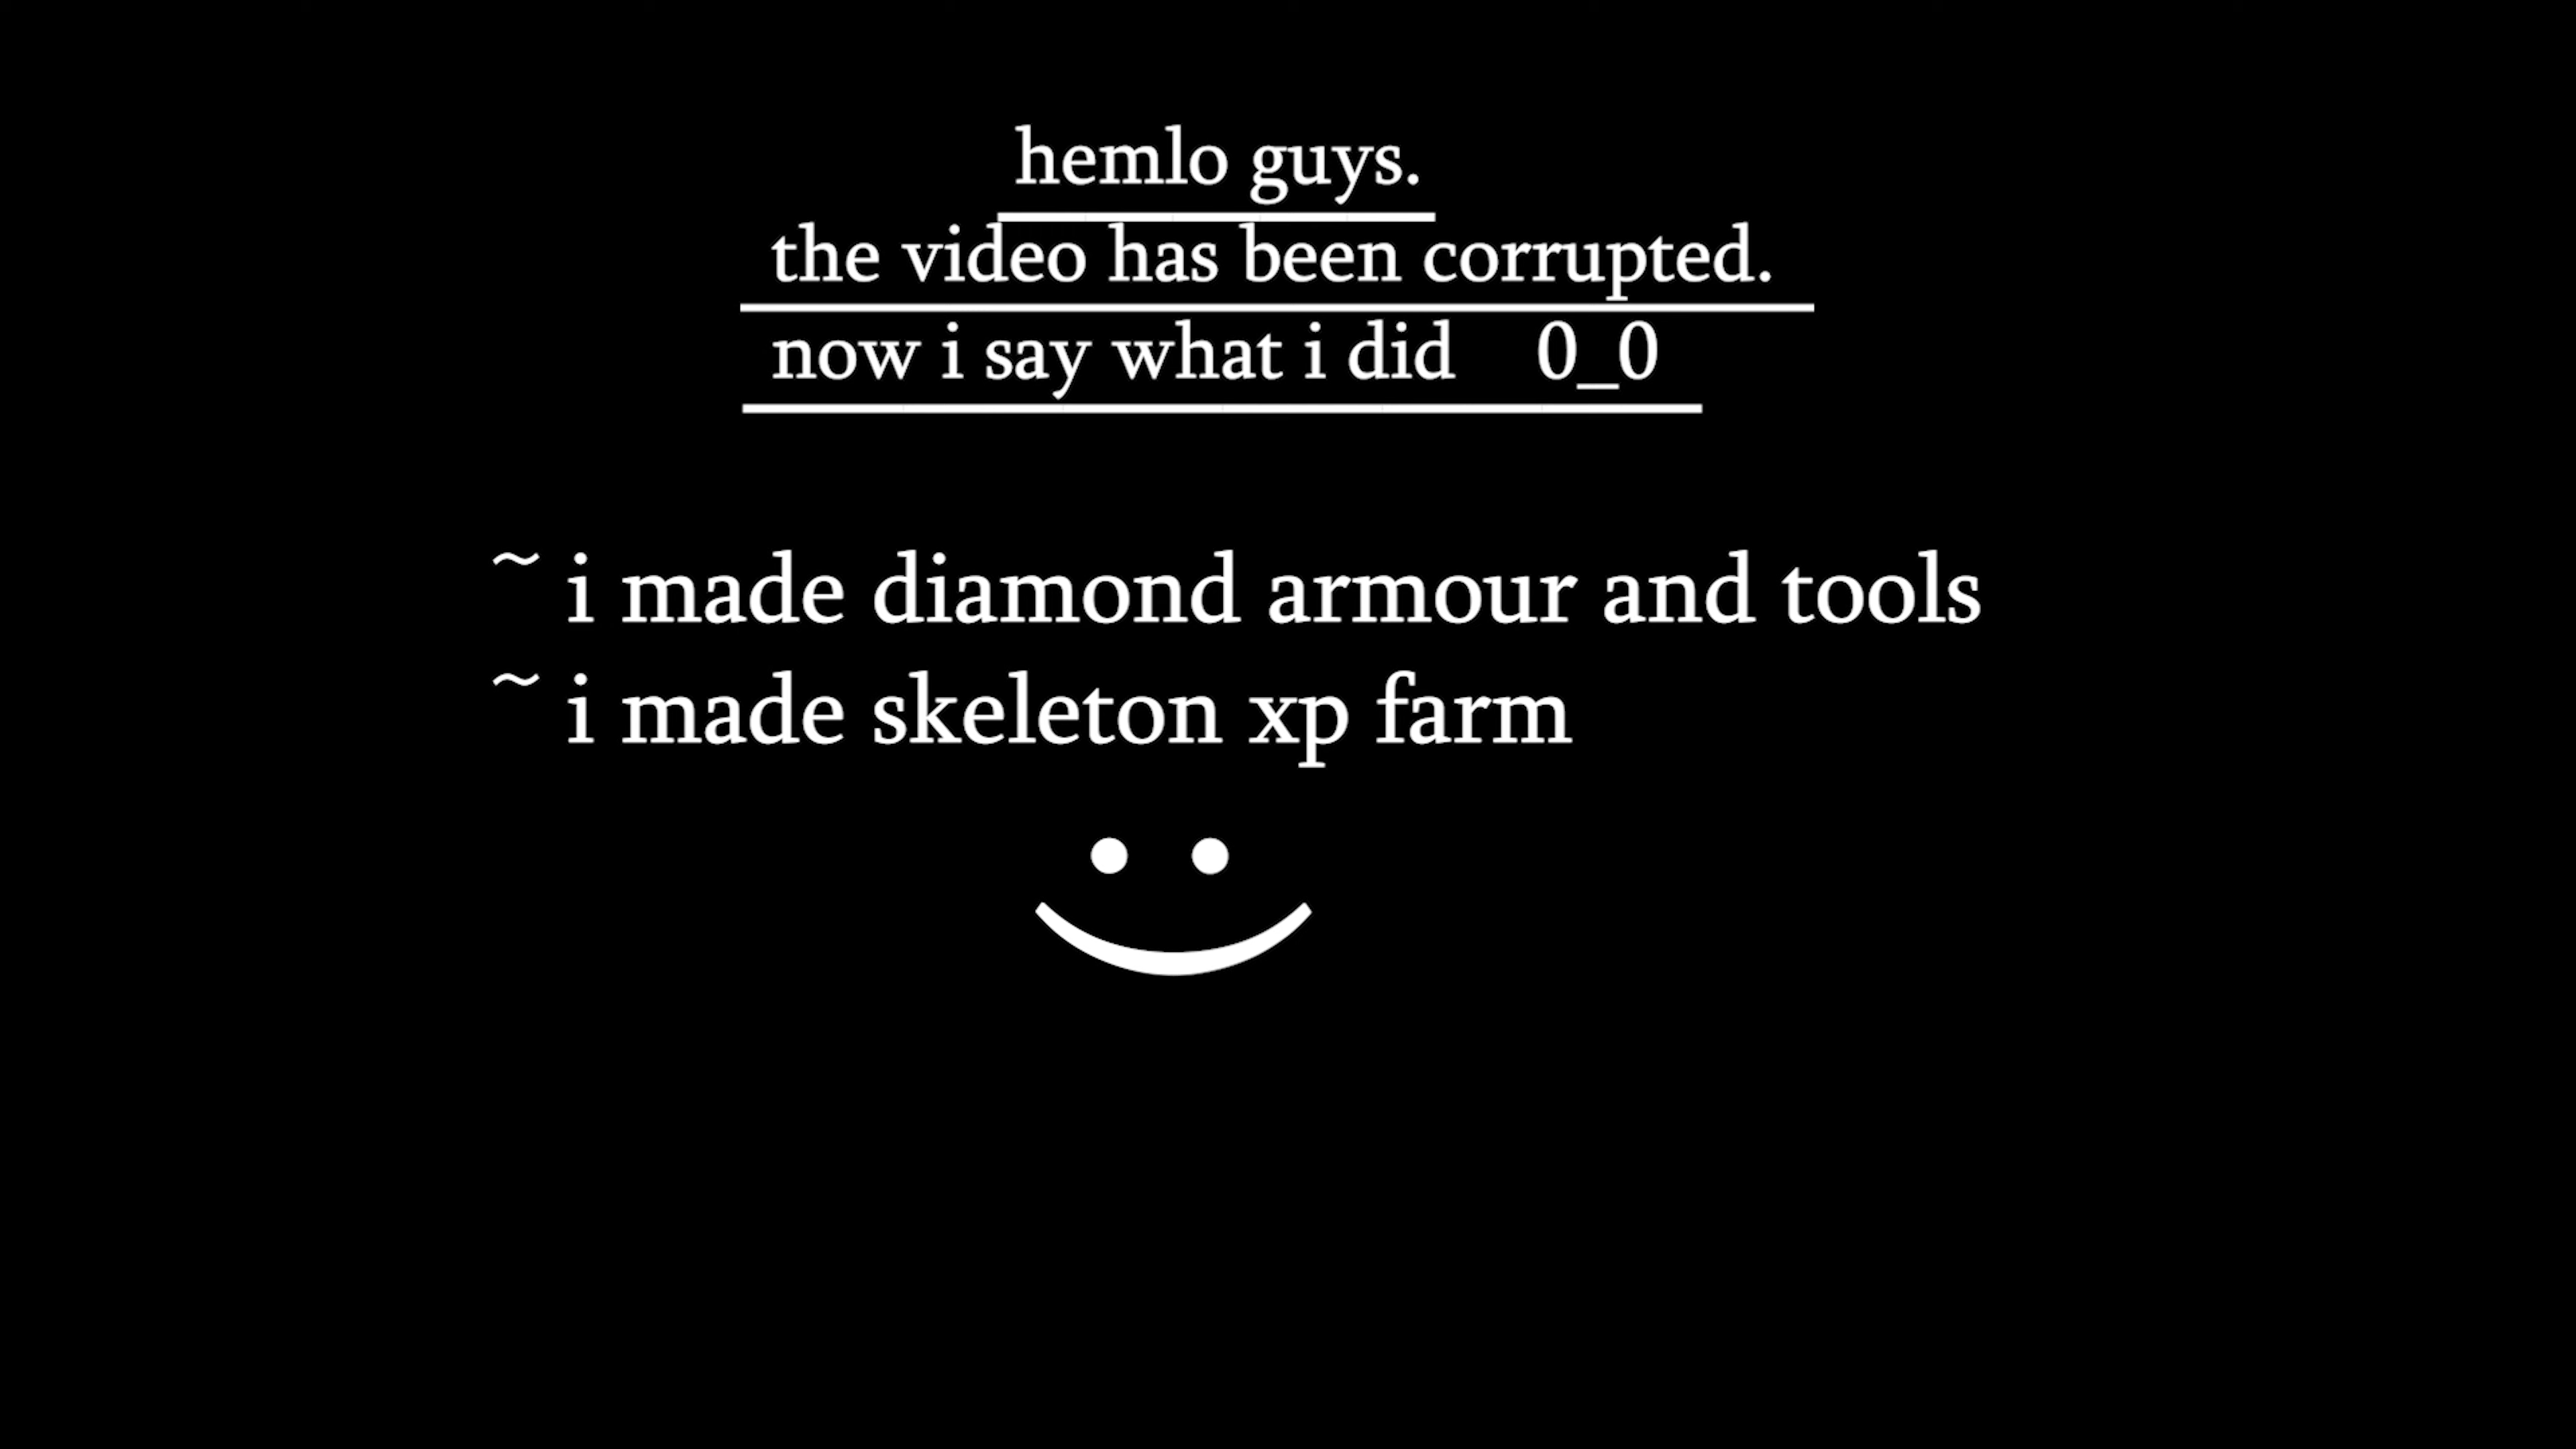 hemlo guys.
the video has been corrupted.
now i say what i did 0_0
~ i made diamond armour and tools
~ i made skeleton xp farm